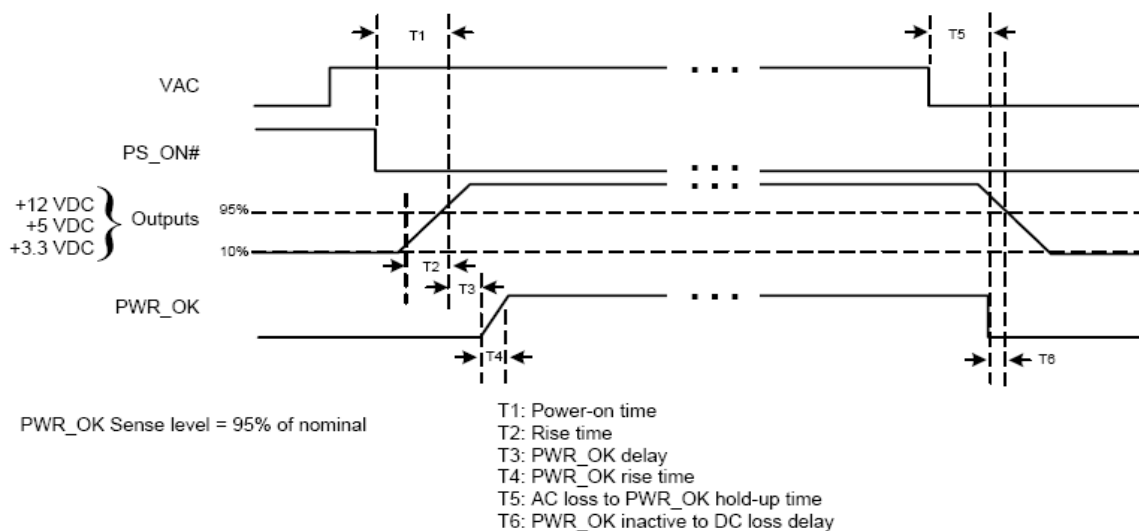 T1
T5
VAC
PS_ON#
+12 VDC
+5 VDC
+3.3 VDC
Outputs
95%
10%
T2
T3
PWR_OK
T4
T6
PWR_OK Sense level = 95% of nominal
T1: Power-on time
T2: Rise time
T3: PWR_OK delay
T4: PWR_OK rise time
T5: AC loss to PWR_OK hold-up time
T6: PWR_OK inactive to DC loss delay